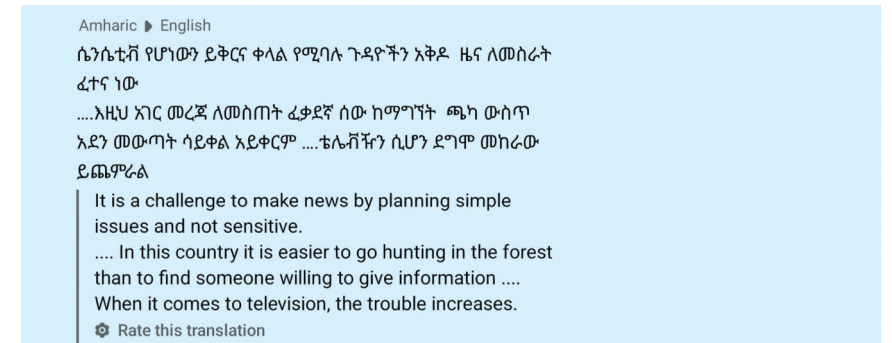 Amharic ▶ English
ሴንሴቲቭ የሆነውን ይቅርና ቀላል የሚባሉ ጉዳዮችን አቅዶ ዜና ለመስራት
ፈተና ነው
....እዚህ አገር መረጃ ለመስጠት ፈቃደኛ ሰው ከማግኘት ጫካ ውስጥ
አደን መውጣት ሳይቀል አይቀርም ....ቴሌቭዥን ሲሆን ደግሞ መከራው
ይጨምራል
It is a challenge to make news by planning simple
issues and not sensitive.
.... In this country it is easier to go hunting in the forest
than to find someone willing to give information ....
When it comes to television, the trouble increases.
Rate this translation